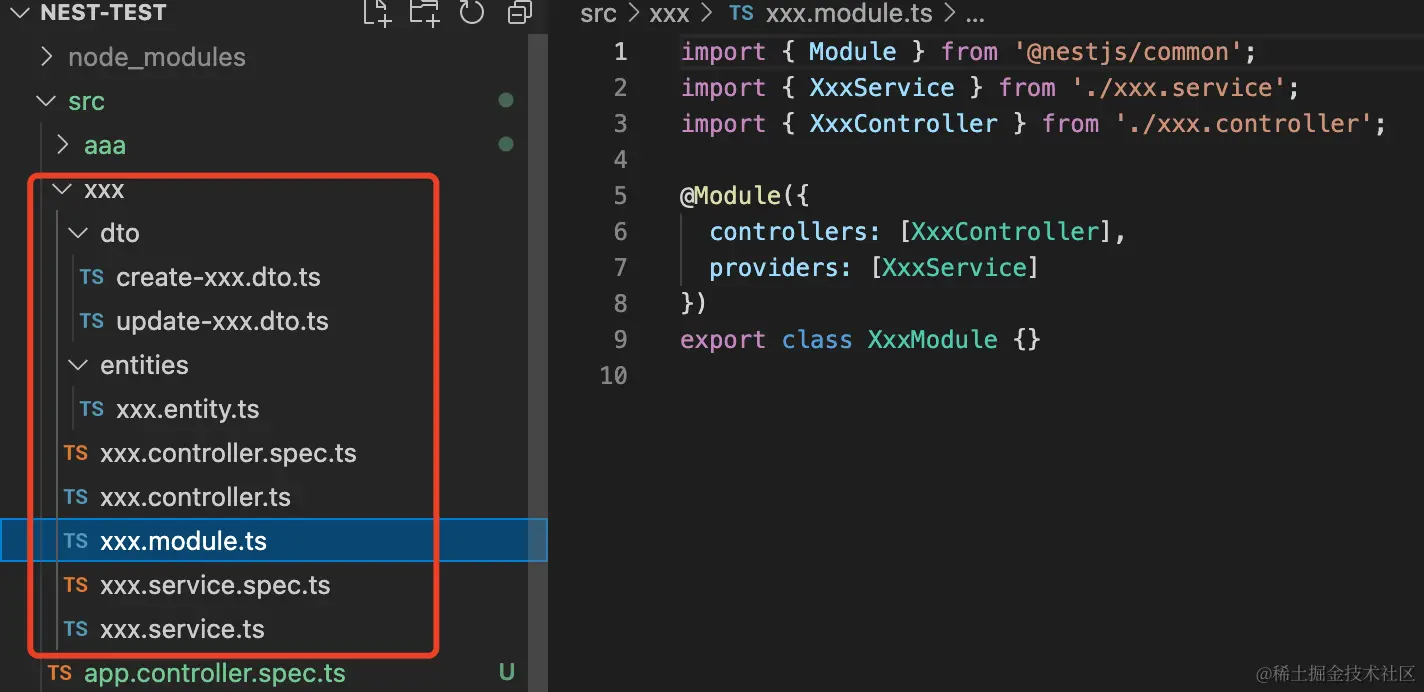 NEST-TEST
node_modules
src
aaa
xxx
dto
TS create-xxx.dto.ts
TS update-xxx.dto.ts
entities
TS xxx.entity.ts
TS xxx.controller.spec.ts
TS xxx.controller.ts
TS xxx.module.ts
TS xxx.service.spec.ts
TS xxx.service.ts
TS app.controller.spec.ts U
src > xxx > TS xxx.module.ts > ...
1 import { Module } from '@nestjs/common';
2 import { XxxService } from './xxx.service';
3 import { XxxController } from './xxx.controller';
4
5 @Module({
6 controllers: [XxxController],
7 providers: [XxxService]
8 })
9 export class XxxModule {}
10
@稀土掘金技术社区